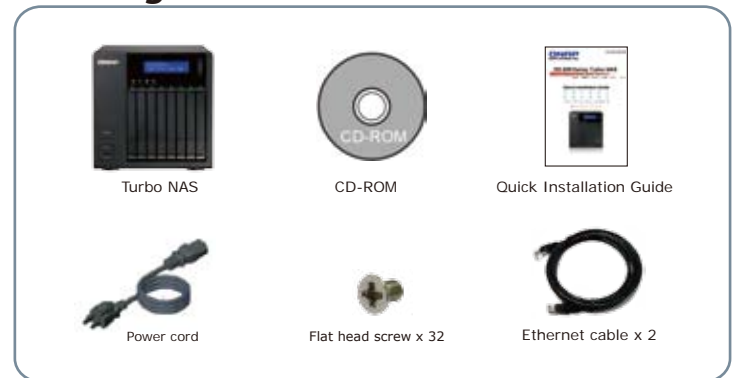 CD-ROM
Turbo NAS
CD-ROM
Quick Installation Guide
Power cord
Flat head screw x 32
Ethernet cable x 2